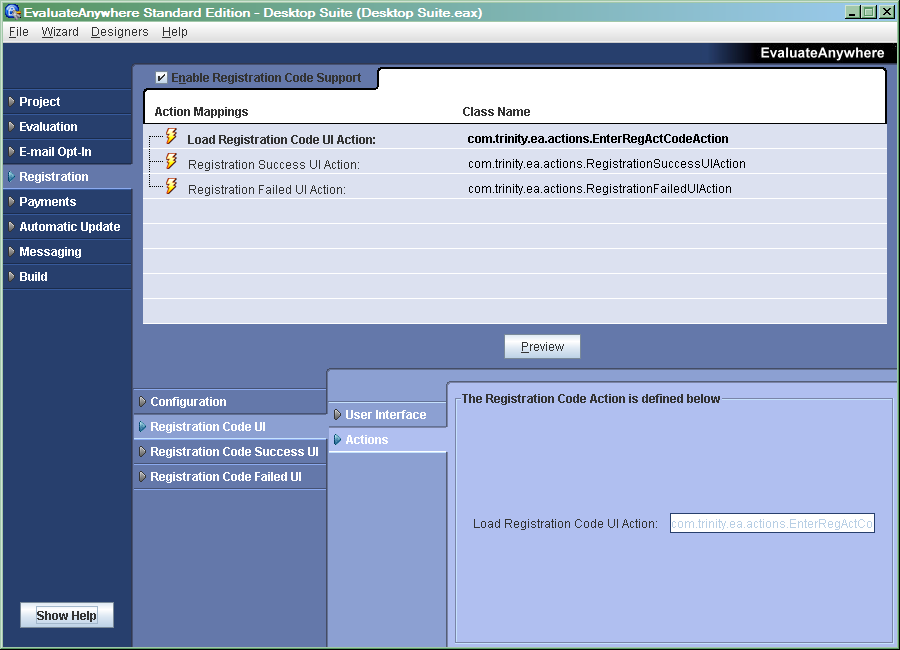 EvaluateAnywhere Standard Edition - Desktop Suite (Desktop Suite.eax)
File Wizard Designers Help
EvaluateAnywhere
Project
Evaluation
E-mail Opt-In
Registration
Payments
Automatic Update
Messaging
Build
Show Help
Enable Registration Code Support
Action Mappings Class Name
Load Registration Code UI Action: com.trinity.ea.actions.EnterRegActCodeAction
Registration Success UI Action: com.trinity.ea.actions.RegistrationSuccessUIAction
Registration Failed UI Action: com.trinity.ea.actions.RegistrationFailedUIAction
Preview
Configuration
Registration Code UI
Registration Code Success UI
Registration Code Failed UI
User Interface
Actions
The Registration Code Action is defined below
Load Registration Code UI Action: com.trinity.ea.actions.EnterRegActCo